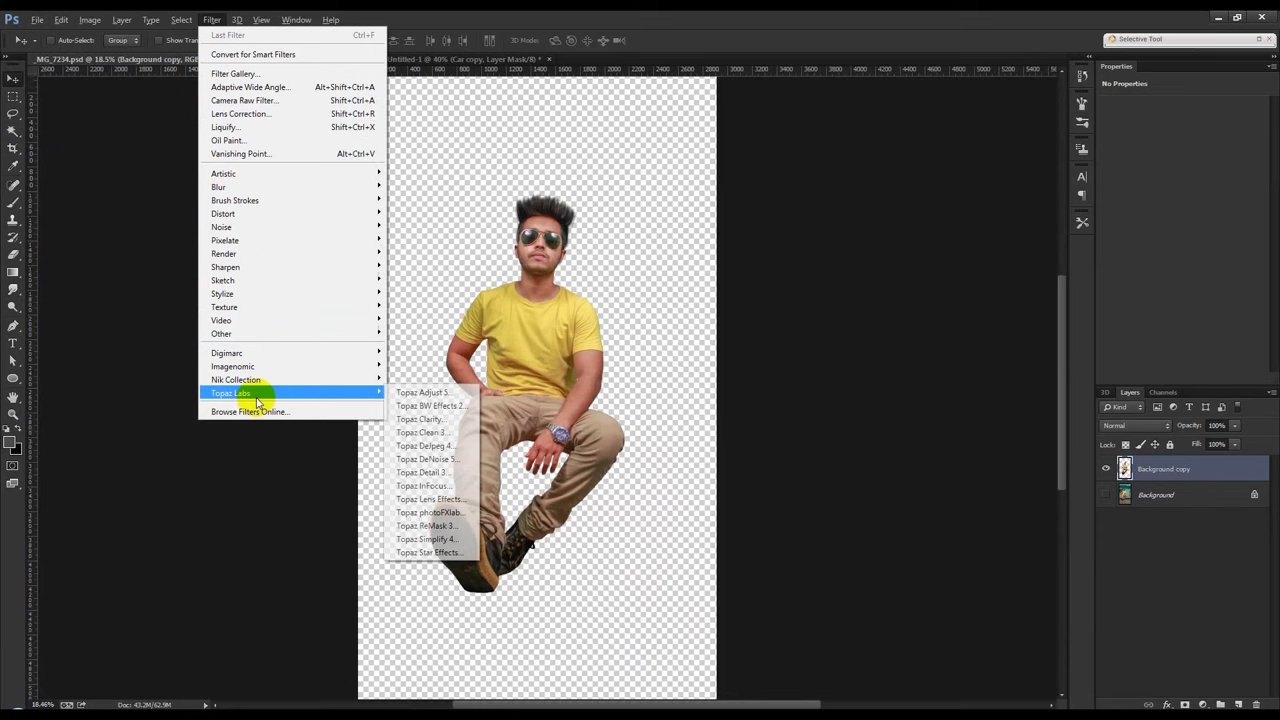 Ps File Edit Image Layer Type Select Filter 3D View Window Help
Auto-Select: Group Show Tra 3D Mode:
Selective Tool
_MG_7234.psd @ 18.5% (Background copy, RG
Untitled-1 @ 40% (Car copy, Layer Mask/8) *
Last Filter Ctrl+F
Convert for Smart Filters
Filter Gallery...
Adaptive Wide Angle... Alt+Shift+Ctrl+A
Camera Raw Filter... Shift+Ctrl+A
Lens Correction... Shift+Ctrl+R
Liquify... Shift+Ctrl+X
Oil Paint...
Vanishing Point... Alt+Ctrl+V
Artistic
Blur
Brush Strokes
Distort
Noise
Pixelate
Render
Sharpen
Sketch
Stylize
Texture
Video
Other
Digimarc
Imagenomic
Nik Collection
Topaz Labs
Browse Filters Online...
Topaz Adjust 5...
Topaz BW Effects 2...
Topaz Clarity...
Topaz Clean 3...
Topaz DeJpeg 4...
Topaz DeNoise 5...
Topaz Detail 3...
Topaz InFocus...
Topaz Lens Effects...
Topaz photoFXlab...
Topaz ReMask 3...
Topaz Simplify 4...
Topaz Star Effects...
Properties
No Properties
3D Layers Channels
Kind
Normal Opacity: 100%
Lock: Fill: 100%
Background copy
Background
18.46% Doc: 43.2M/62.9M